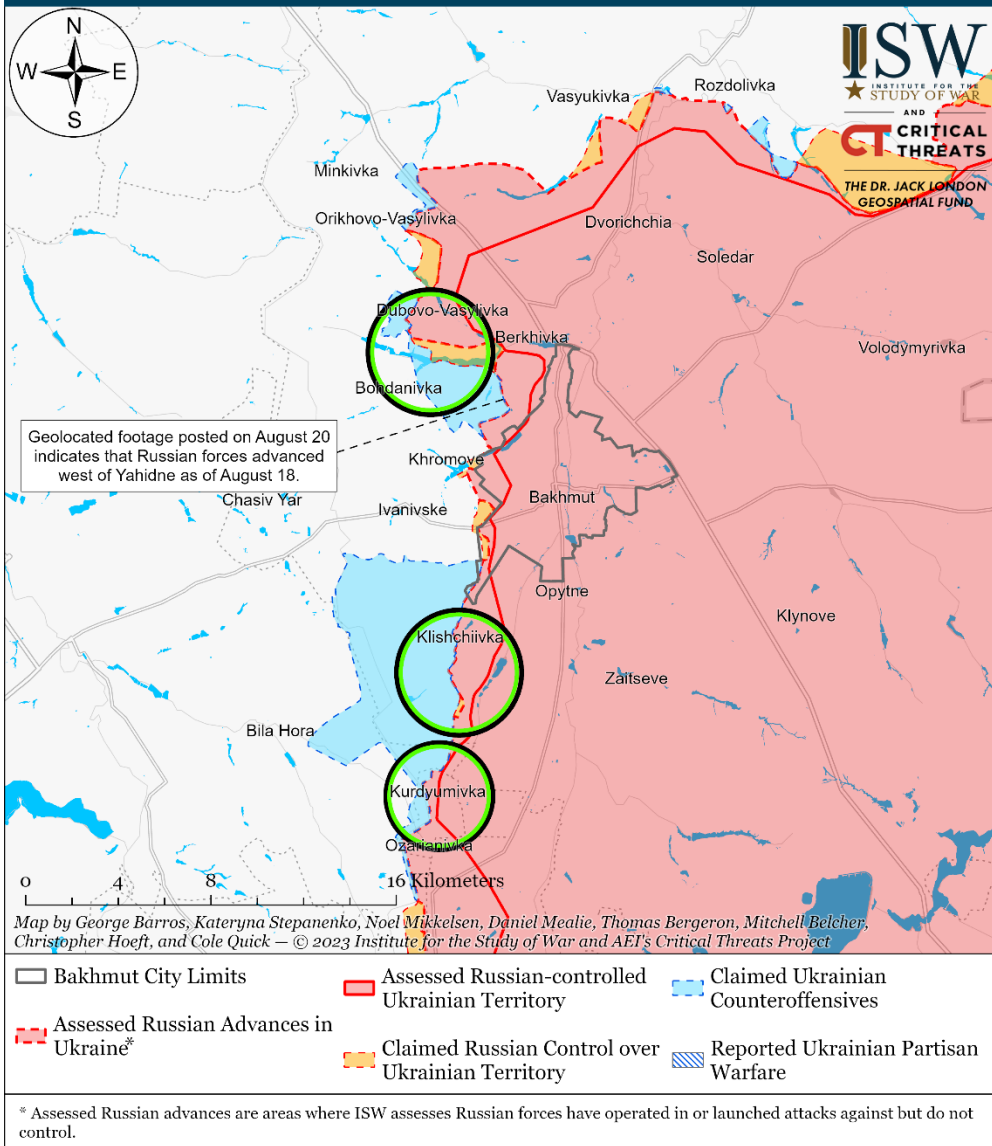 N
W
E
S
ISW
INSTITUTE FOR THE
STUDY OF WAR
AND
CT CRITICAL
THREATS
THE DR. JACK LONDON
GEOSPATIAL FUND
Vasyukivka
Rozdolivka
Minkivka
Orikhovo-Vasylivka
Dvorichchia
Soledar
Dubovo-Vasylivka
Berkhivka
Volodymyrivka
Bohdanivka
Geolocated footage posted on August 20
indicates that Russian forces advanced
west of Yahidne as of August 18.
Khromove
Chasiv Yar
Bakhmut
Ivanivske
Opytne
Klynove
Klishchiivka
Zaitseve
Bila Hora
Kurdyumivka
Ozarianivka
0 4 8 16 Kilometers
Map by George Barros, Kateryna Stepanenko, Noel Mikkelsen, Daniel Mealie, Thomas Bergeron, Mitchell Belcher,
Christopher Hoeft, and Cole Quick — © 2023 Institute for the Study of War and AEI's Critical Threats Project
Bakhmut City Limits
Assessed Russian Advances in
Ukraine*
Assessed Russian-controlled
Ukrainian Territory
Claimed Russian Control over
Ukrainian Territory
Claimed Ukrainian
Counteroffensives
Reported Ukrainian Partisan
Warfare
* Assessed Russian advances are areas where ISW assesses Russian forces have operated in or launched attacks against but do not
control.